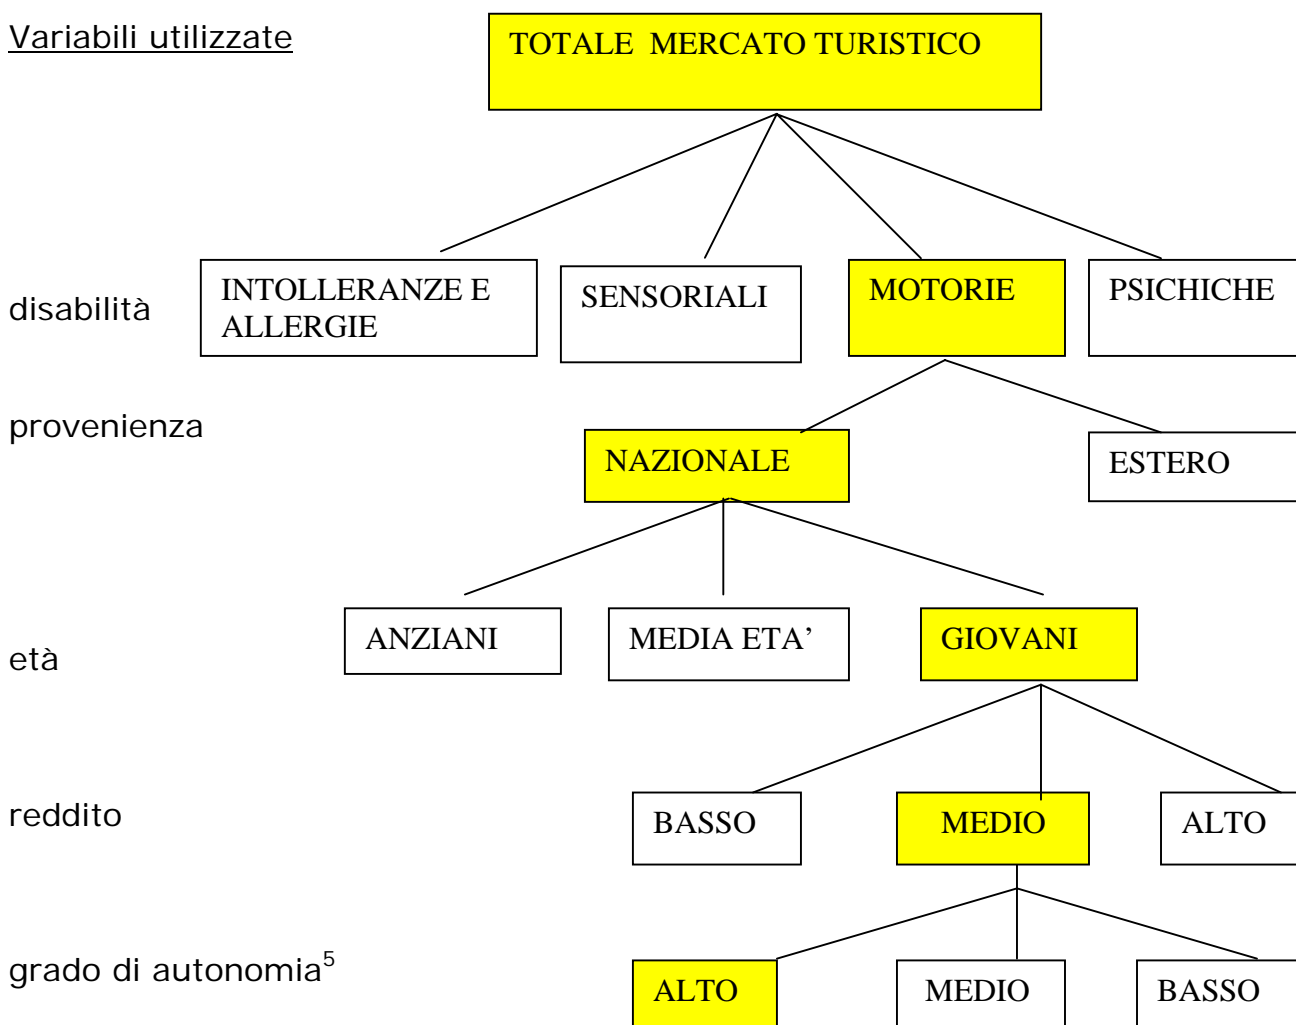 Variabili utilizzate
TOTALE MERCATO TURISTICO
disabilità
INTOLLERANZE E
ALLERGIE
SENSORIALI
MOTORIE
PSICHICHE
provenienza
NAZIONALE
ESTERO
età
ANZIANI
MEDIA ETA’
GIOVANI
reddito
BASSO
MEDIO
ALTO
grado di autonomia⁵
ALTO
MEDIO
BASSO